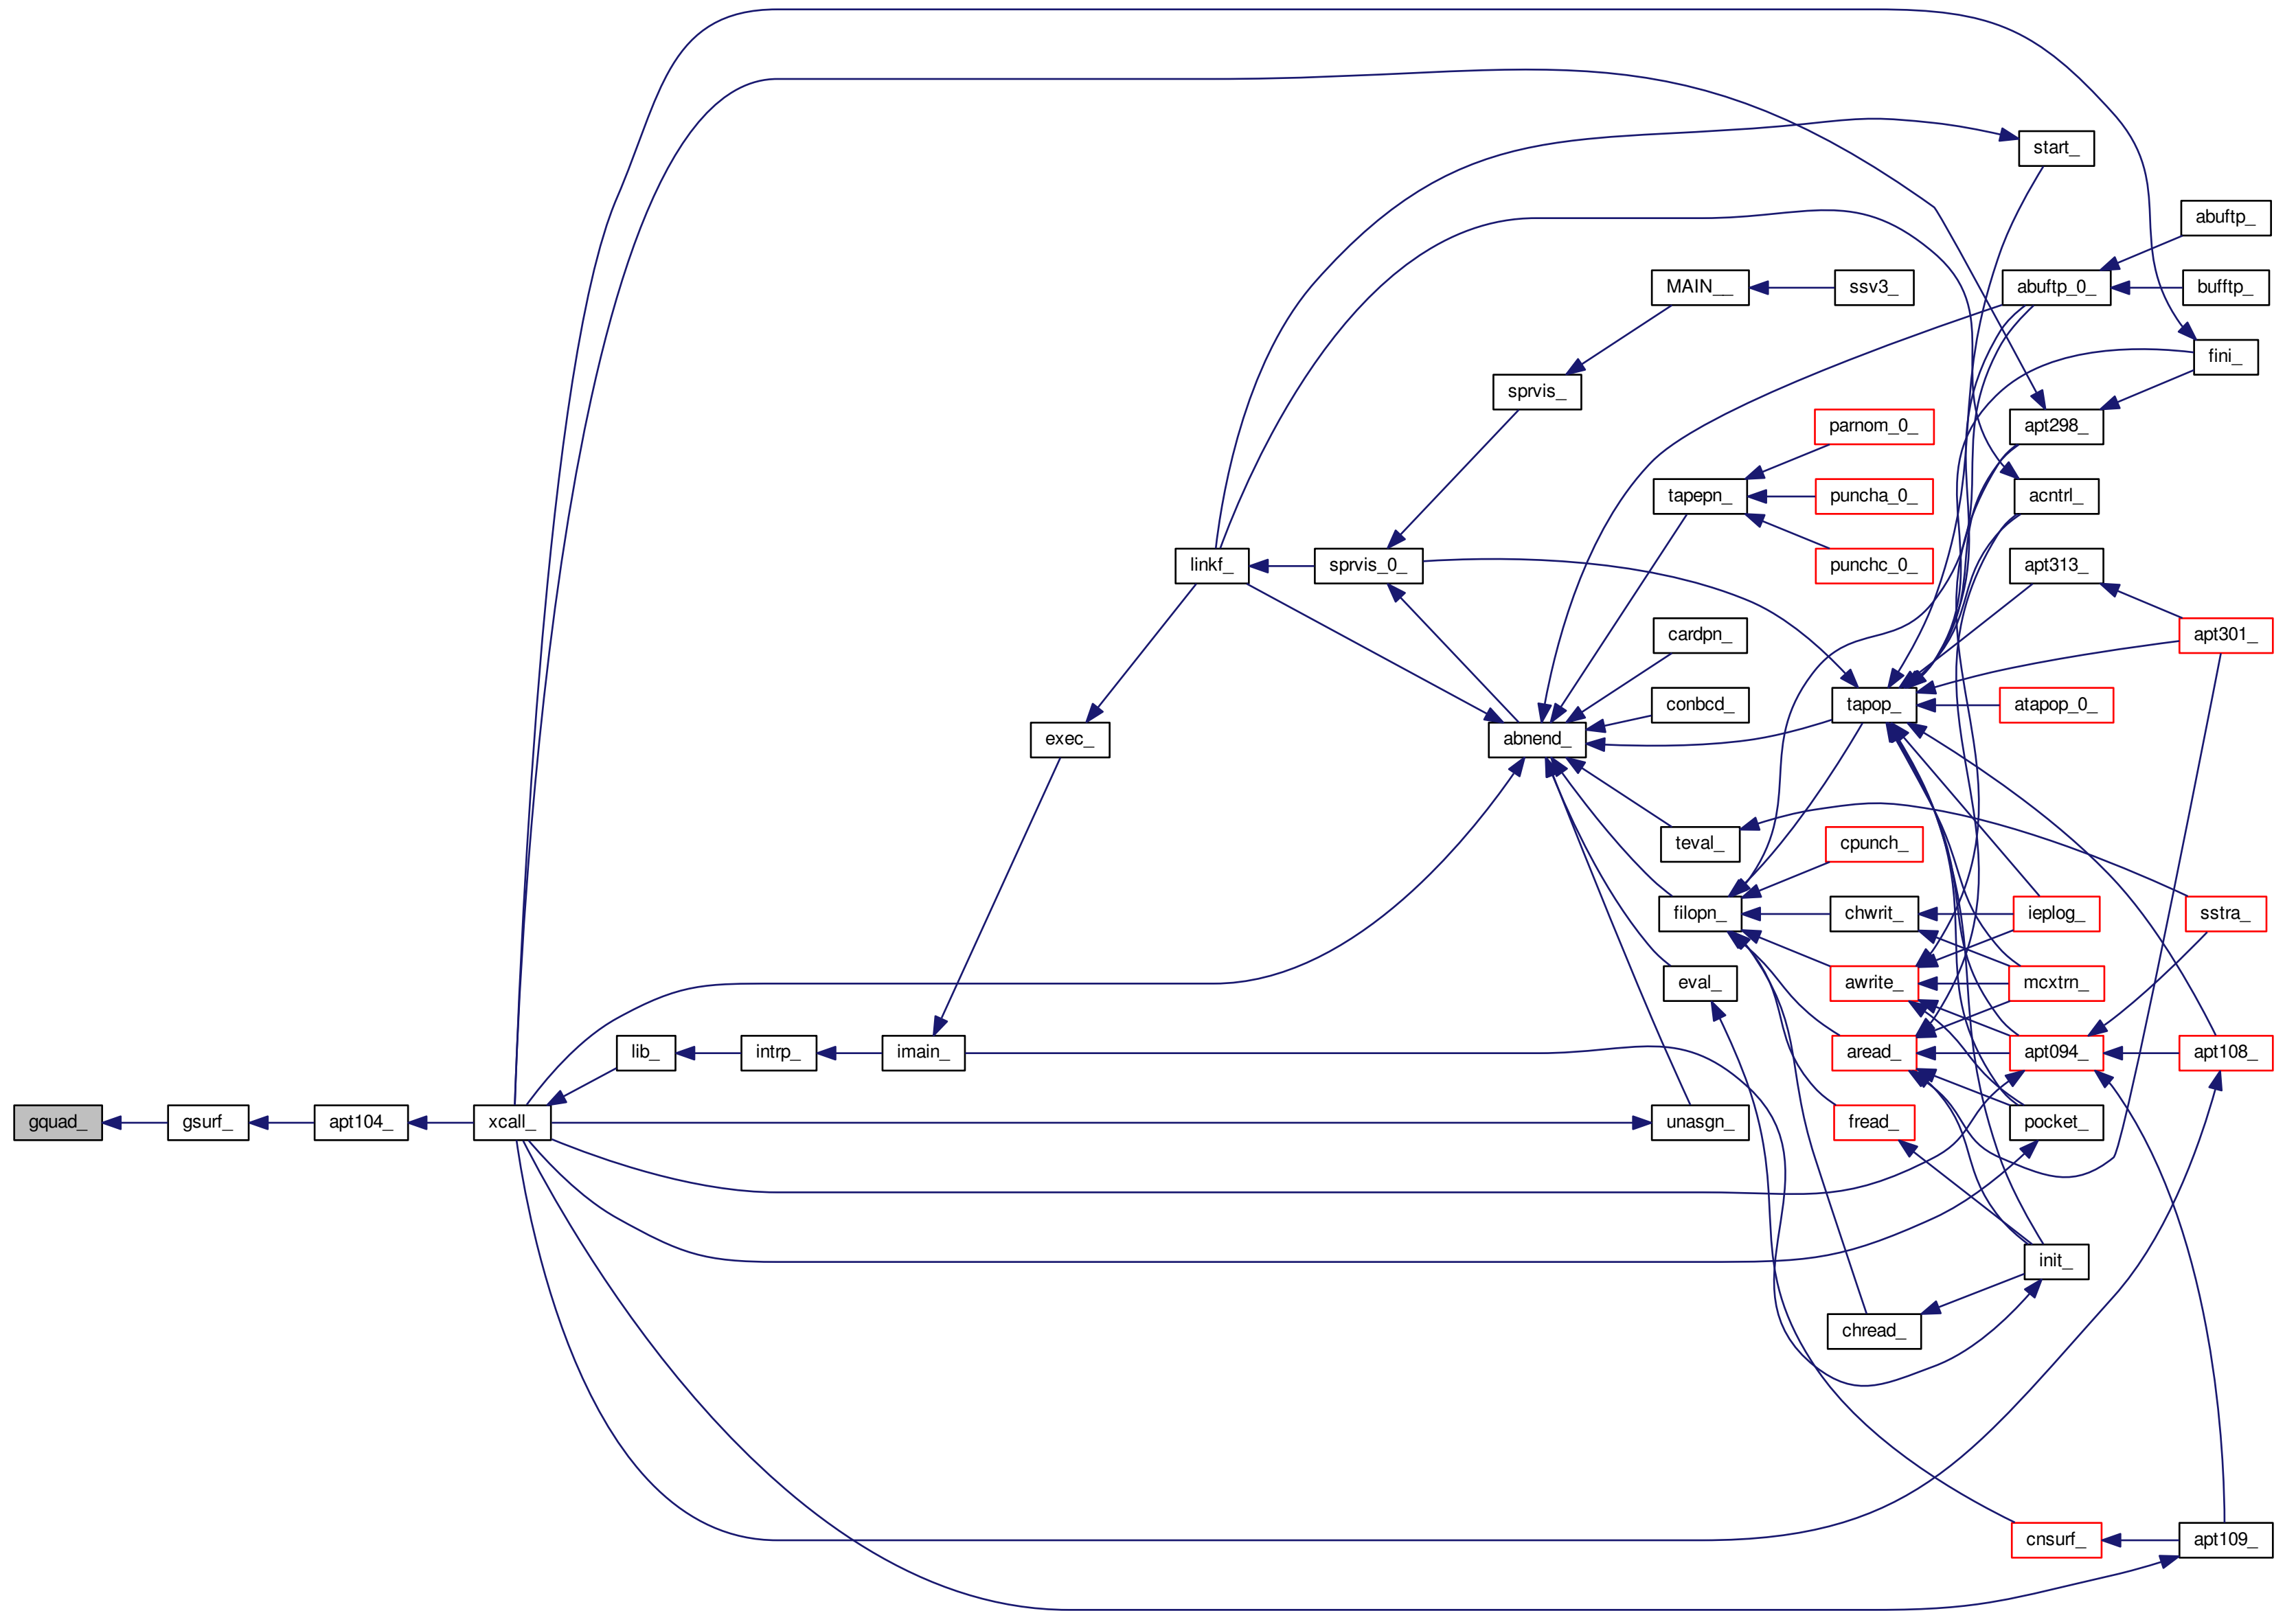 start_
abuftp_
abuftp_0_
bufftp_
MAIN__
ssv3_
fini_
sprvis_
apt298_
parnom_0_
tapepn_
puncha_0_
acntrl_
linkf_
sprvis_0_
punchc_0_
apt313_
cardpn_
apt301_
conbcd_
tapop_
atapop_0_
exec_
abnend_
teval_
cpunch_
filopn_
chwrit_
ieplog_
sstra_
eval_
awrite_
mcxtrn_
lib_
intrp_
imain_
aread_
apt094_
apt108_
gquad_
gsurf_
apt104_
xcall_
unasgn_
fread_
pocket_
init_
chread_
cnsurf_
apt109_